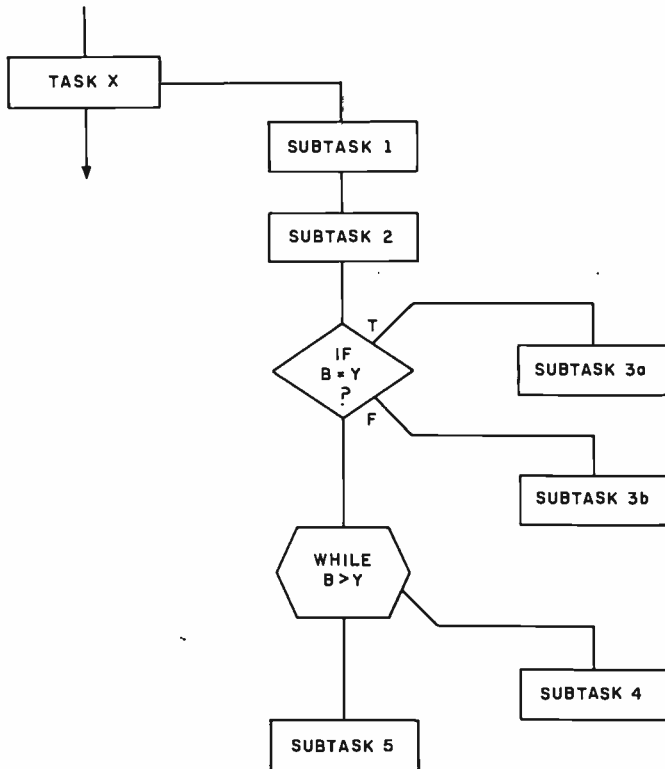 TASK X
SUBTASK 1
SUBTASK 2
T
IF
B = Y
?
SUBTASK 3a
F
SUBTASK 3b
WHILE
B > Y
SUBTASK 4
SUBTASK 5